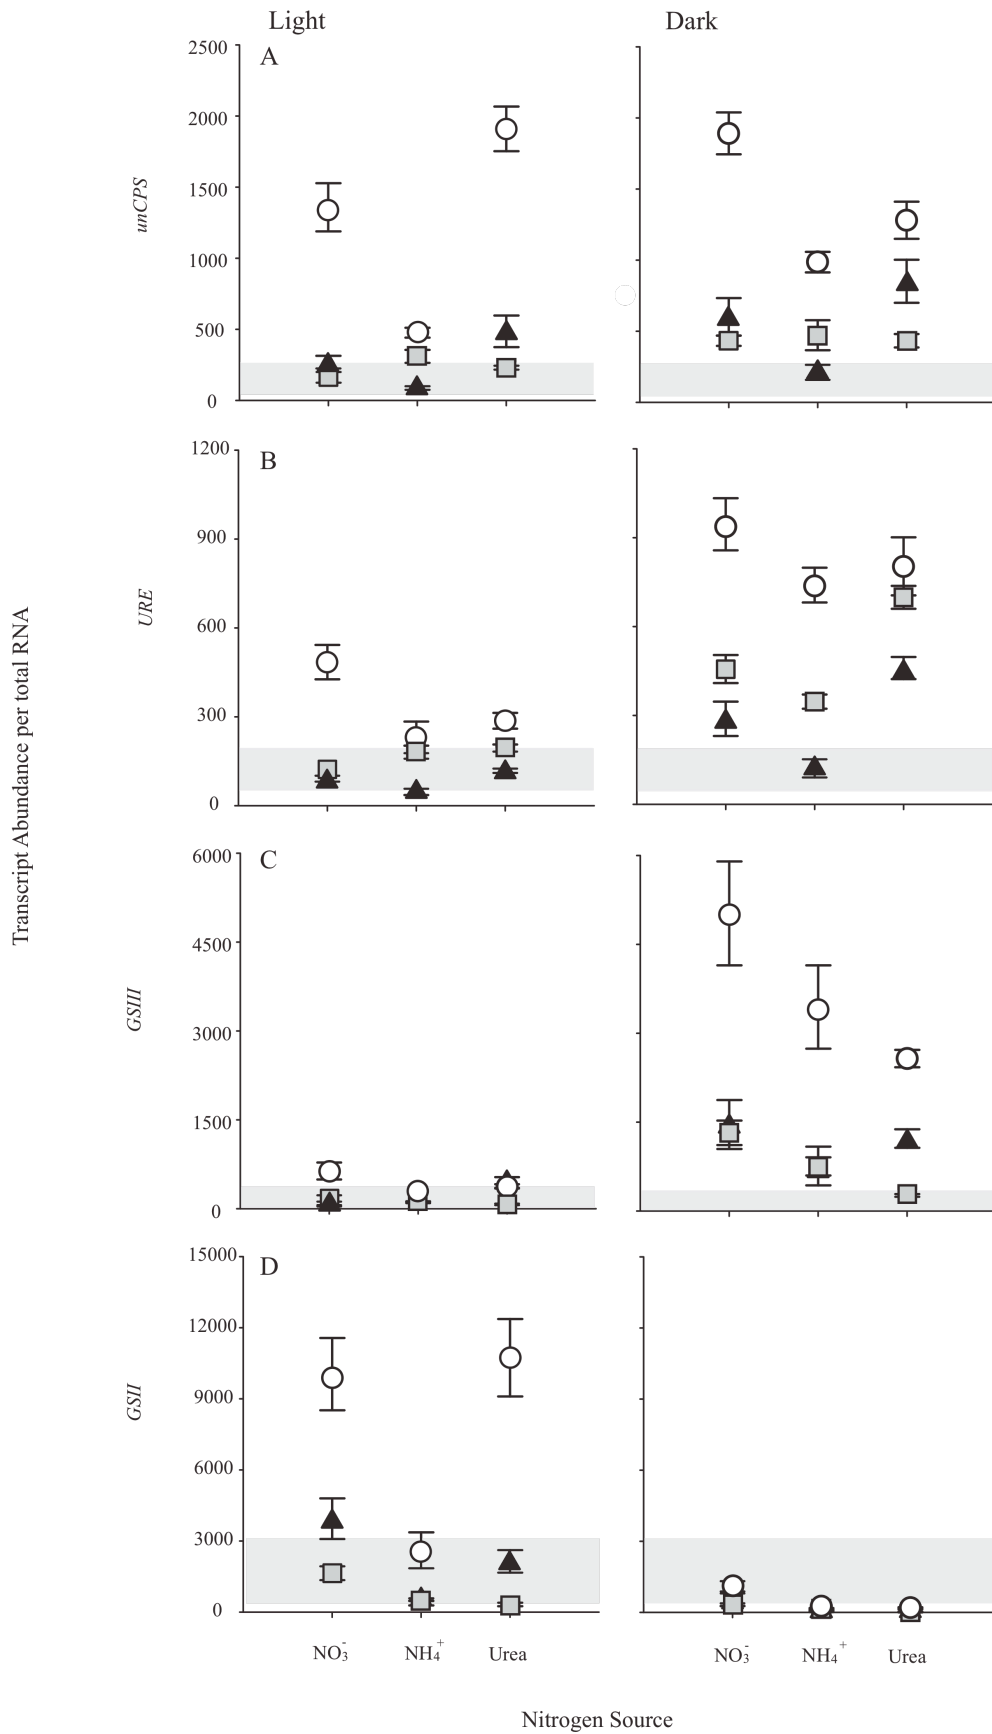 Light
Dark
A
2500
2000
1500
1000
500
0
unCPS
B
1200
900
600
300
0
URE
Transcript Abundance per total RNA
C
6000
4500
3000
1500
0
GSIII
D
15000
12000
9000
6000
3000
0
GSII
NO3- NH4+ Urea
NO3- NH4+ Urea
Nitrogen Source